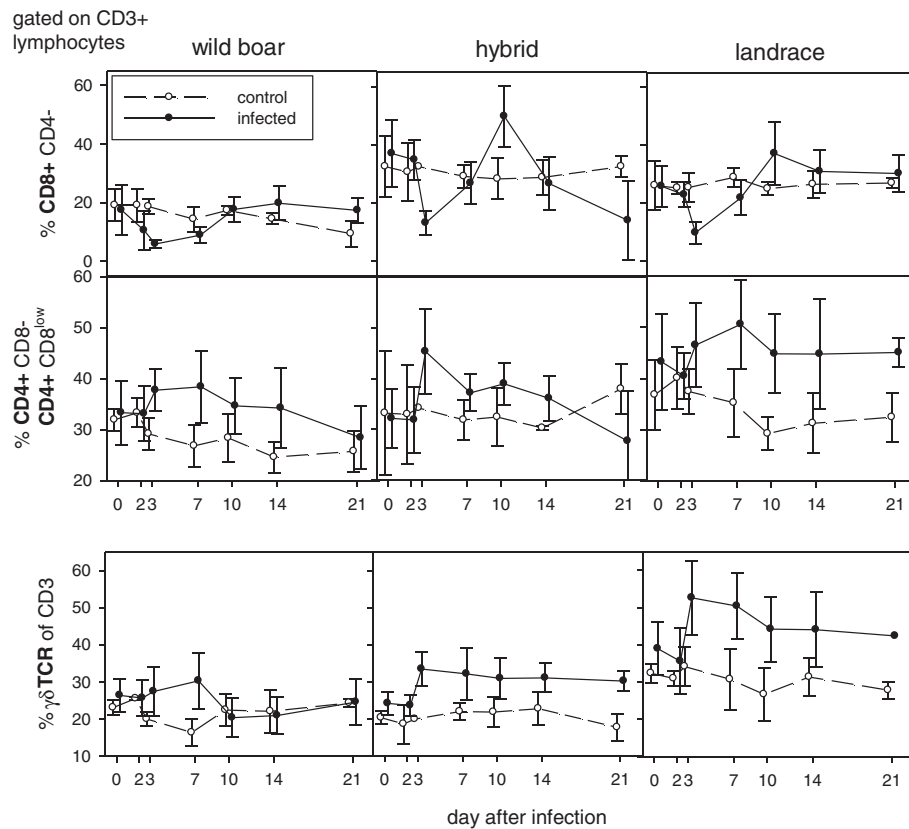 gated on CD3+
lymphocytes
wild boar
hybrid
landrace
control
infected
% CD8+ CD4-
60
40
20
0
% CD4+ CD8-
CD4+ CD8low
60
50
40
30
20
0 2 3 7 10 14 21
0 2 3 7 10 14 21
0 2 3 7 10 14 21
% γδTCR of CD3
60
50
40
30
20
10
0 2 3 7 10 14 21
0 2 3 7 10 14 21
0 2 3 7 10 14 21
day after infection